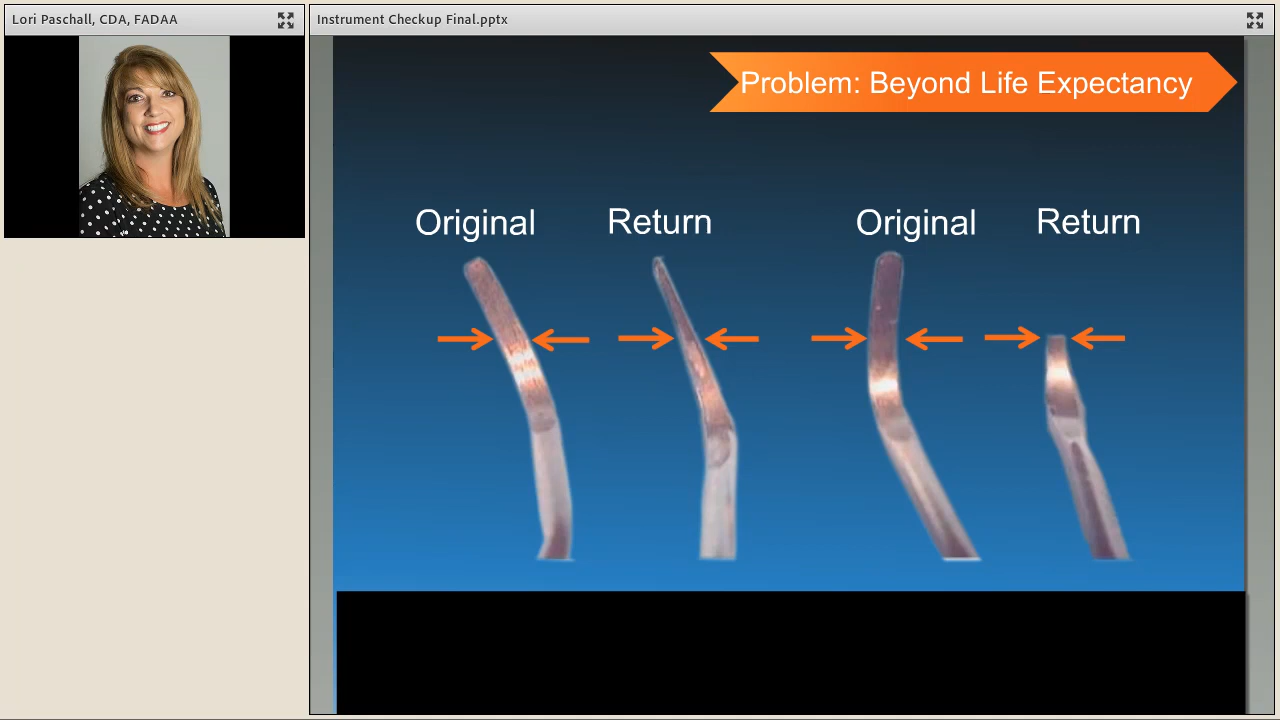 Lori Paschall, CDA, FADAA
Instrument Checkup Final.pptx
Problem: Beyond Life Expectancy
Original Return Original Return